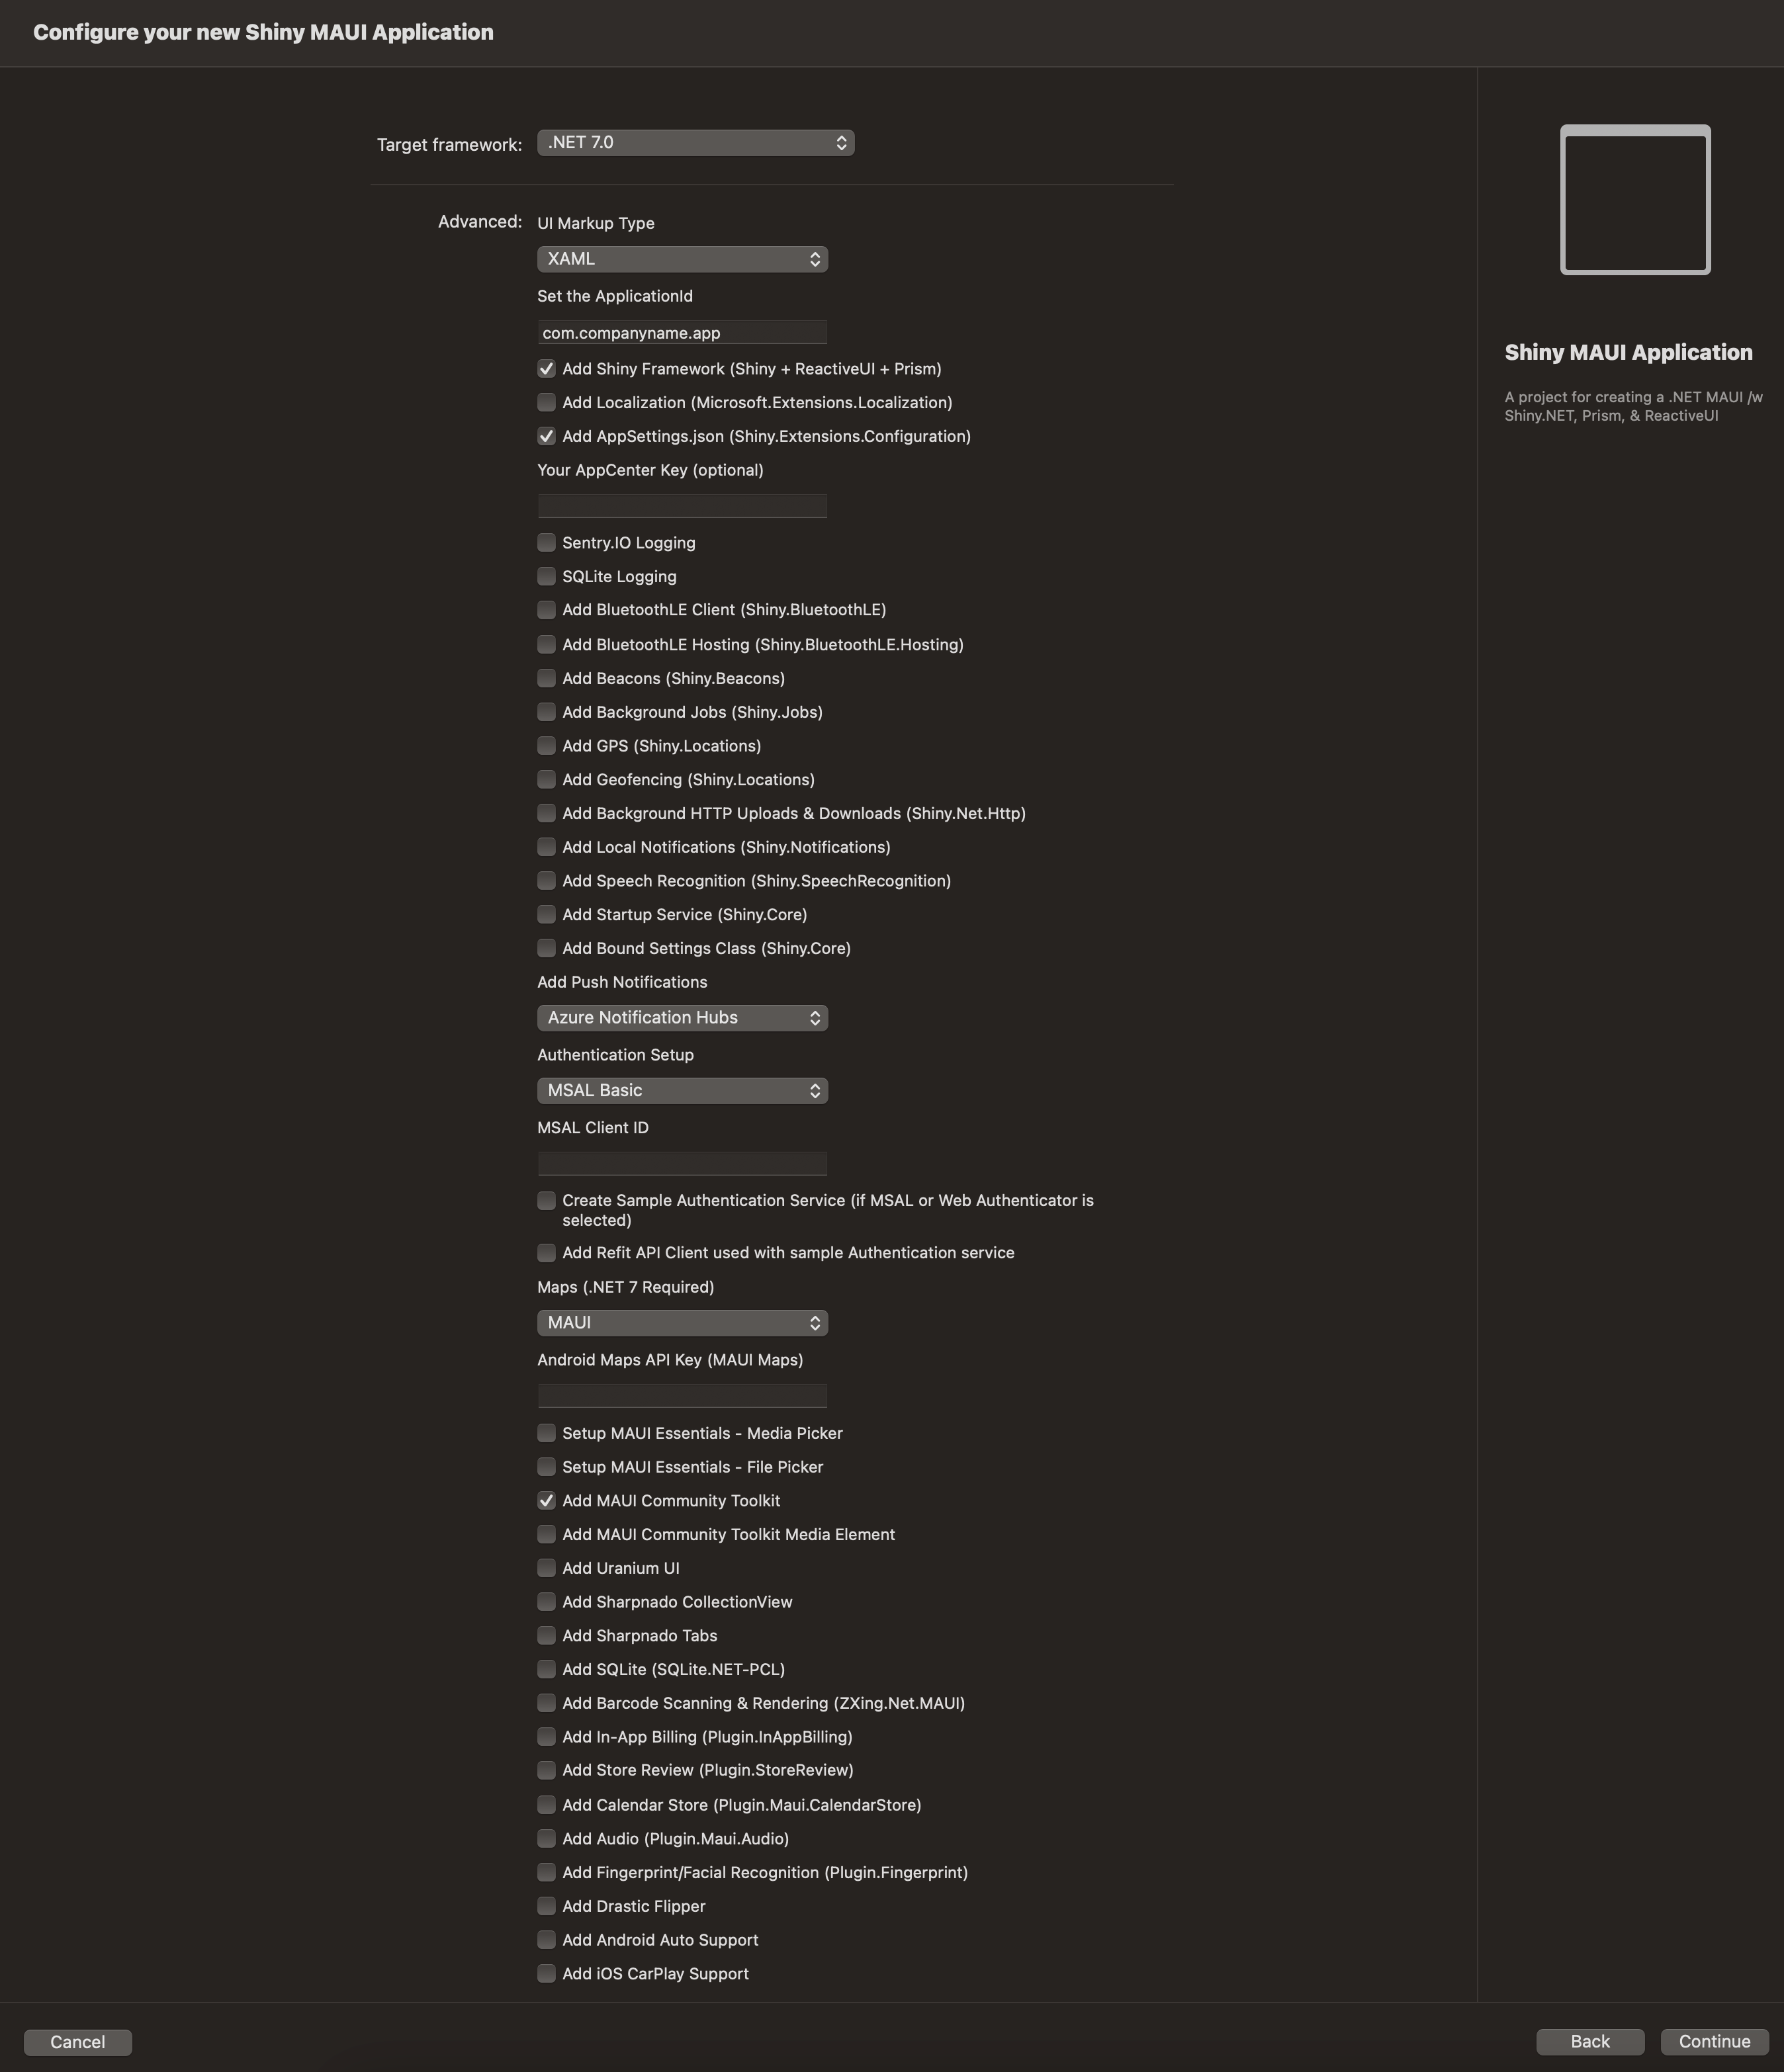 Configure your new Shiny MAUI Application
Target framework: .NET 7.0
Advanced: UI Markup Type
XAML
Set the ApplicationId
com.companyname.app
Add Shiny Framework (Shiny + ReactiveUI + Prism)
Add Localization (Microsoft.Extensions.Localization)
Add AppSettings.json (Shiny.Extensions.Configuration)
Your AppCenter Key (optional)
Sentry.IO Logging
SQLite Logging
Add BluetoothLE Client (Shiny.BluetoothLE)
Add BluetoothLE Hosting (Shiny.BluetoothLE.Hosting)
Add Beacons (Shiny.Beacons)
Add Background Jobs (Shiny.Jobs)
Add GPS (Shiny.Locations)
Add Geofencing (Shiny.Locations)
Add Background HTTP Uploads & Downloads (Shiny.Net.Http)
Add Local Notifications (Shiny.Notifications)
Add Speech Recognition (Shiny.SpeechRecognition)
Add Startup Service (Shiny.Core)
Add Bound Settings Class (Shiny.Core)
Add Push Notifications
Azure Notification Hubs
Authentication Setup
MSAL Basic
MSAL Client ID
Create Sample Authentication Service (if MSAL or Web Authenticator is
selected)
Add Refit API Client used with sample Authentication service
Maps (.NET 7 Required)
MAUI
Android Maps API Key (MAUI Maps)
Setup MAUI Essentials - Media Picker
Setup MAUI Essentials - File Picker
Add MAUI Community Toolkit
Add MAUI Community Toolkit Media Element
Add Uranium UI
Add Sharpnado CollectionView
Add Sharpnado Tabs
Add SQLite (SQLite.NET-PCL)
Add Barcode Scanning & Rendering (ZXing.Net.MAUI)
Add In-App Billing (Plugin.InAppBilling)
Add Store Review (Plugin.StoreReview)
Add Calendar Store (Plugin.Maui.CalendarStore)
Add Audio (Plugin.Maui.Audio)
Add Fingerprint/Facial Recognition (Plugin.Fingerprint)
Add Drastic Flipper
Add Android Auto Support
Add iOS CarPlay Support
Shiny MAUI Application
A project for creating a .NET MAUI /w
Shiny.NET, Prism, & ReactiveUI
Cancel
Back
Continue